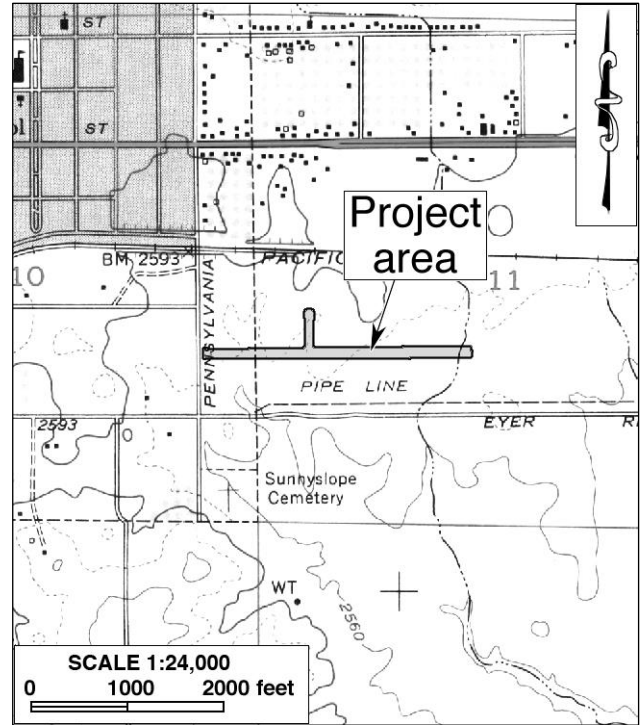 ST
ST
ol
Project
area
10
BM 2593
PACIFIC
11
PENNSYLVANIA
PIPE LINE
2593
EYER
Sunnyslope
Cemetery
WT
2560
SCALE 1:24,000
0 1000 2000 feet